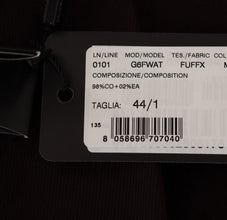 LN/LINE MOD/MODEL TES./FABRIC COL
0101 G6FWAT FUFFX
COMPOSIZIONE/COMPOSITION
98%CO+02%EA
TAGLIA: 44/1
135
8 058696 707040